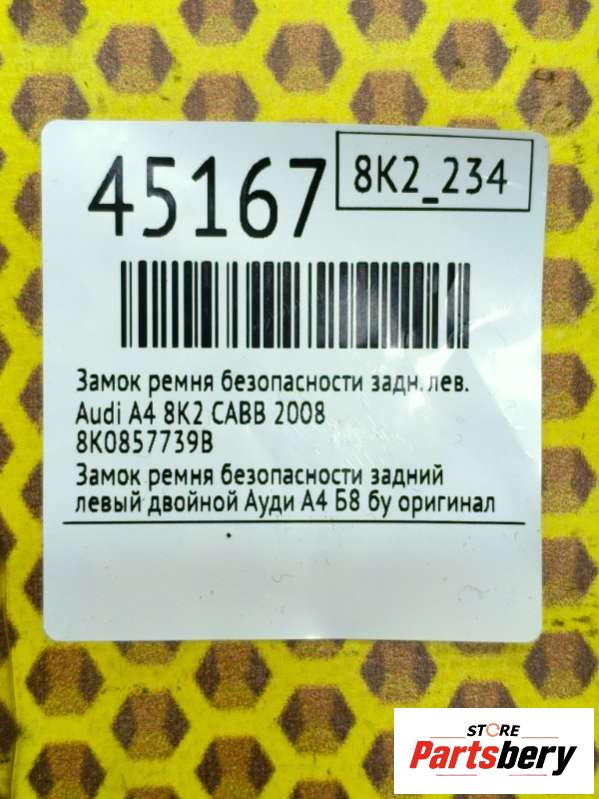 45167
8K2_234
Замок ремня безопасности задн. лев.
Audi A4 8K2 CABB 2008
8K0857739B
Замок ремня безопасности задний
левый двойной Ауди А4 Б8 бу оригинал
STORE
Partsbery